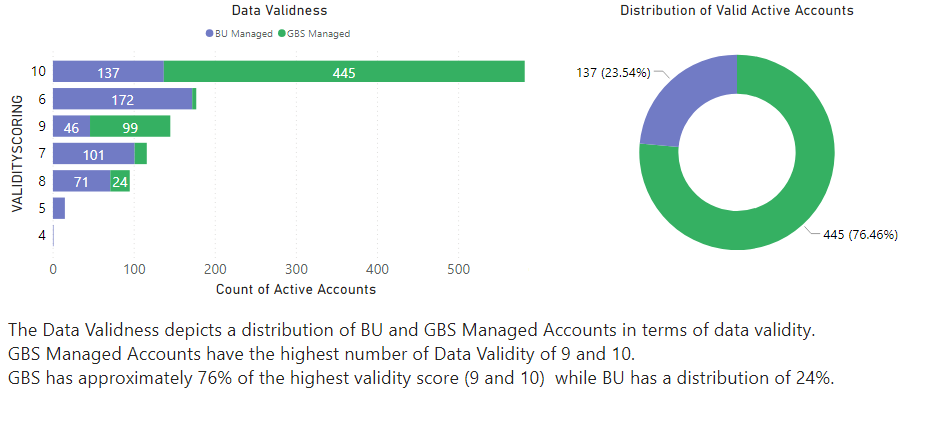 Data Validness
BU Managed GBS Managed
VALIDITYSCORING
10
137
445
6
172
9
46
99
7
101
8
71
24
5
4
0 100 200 300 400 500
Count of Active Accounts
Distribution of Valid Active Accounts
137 (23.54%)
445 (76.46%)
The Data Validness depicts a distribution of BU and GBS Managed Accounts in terms of data validity.
GBS Managed Accounts have the highest number of Data Validity of 9 and 10.
GBS has approximately 76% of the highest validity score (9 and 10)  while BU has a distribution of 24%.